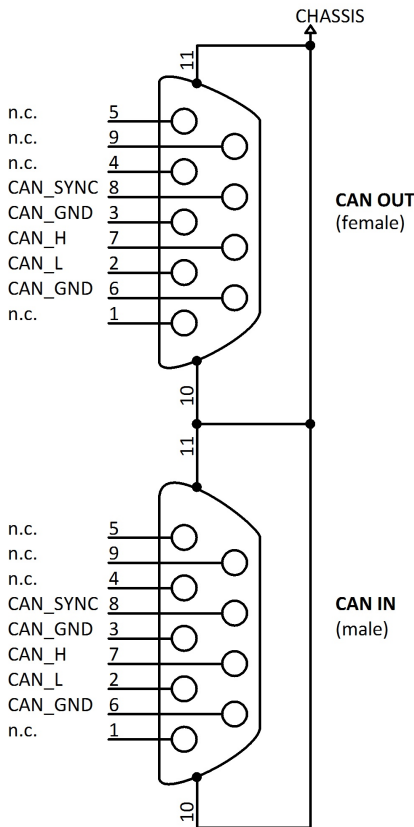 CHASSIS
11
n.c. 5
n.c. 9
n.c. 4
CAN_SYNC 8
CAN_GND 3
CAN_H 7
CAN_L 2
CAN_GND 6
n.c. 1
CAN OUT
(female)
10
11
n.c. 5
n.c. 9
n.c. 4
CAN_SYNC 8
CAN_GND 3
CAN_H 7
CAN_L 2
CAN_GND 6
n.c. 1
CAN IN
(male)
10